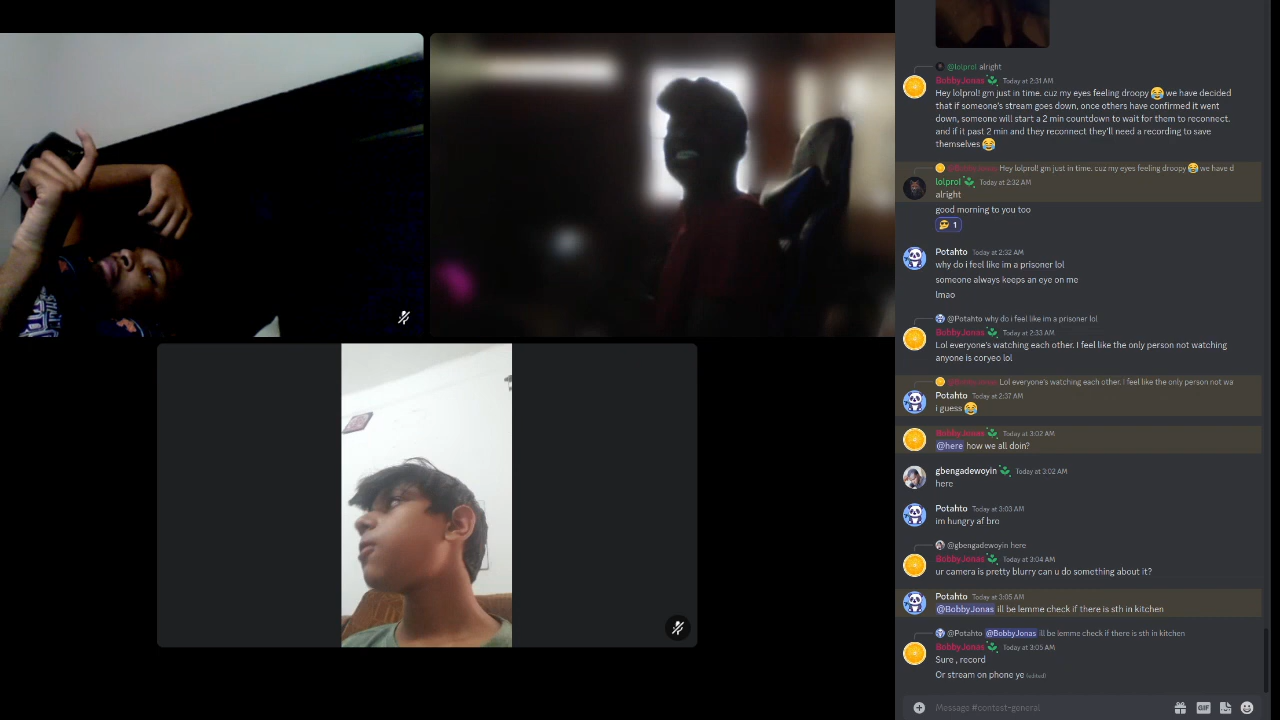 @lolprof alright
BobbyJonas Today at 2:31 AM
Hey lolprol! gm just in time. cuz my eyes feeling droopy 😂 we have decided
that if someone's stream goes down, once others have confirmed it went
down, someone will start a 2 min countdown to wait for them to reconnect.
and if it past 2 min and they reconnect they'll need a recording to save
themselves 😂
@BobbyJonas Hey lolprol! gm just in time. cuz my eyes feeling droopy 😂 we have d
lolprof Today at 2:32 AM
alright
good morning to you too
1
Potahto Today at 2:32 AM
why do i feel like im a prisoner lol
someone always keeps an eye on me
lmao
@Potahto why do i feel like im a prisoner lol
BobbyJonas Today at 2:33 AM
Lol everyone's watching each other. I feel like the only person not watching
anyone is coryeo lol
@BobbyJonas Lol everyone's watching each other. I feel like the only person not wa
Potahto Today at 2:37 AM
i guess 😂
BobbyJonas Today at 3:02 AM
@here how we all doin?
gbengadewoyin Today at 3:02 AM
here
Potahto Today at 3:03 AM
im hungry af bro
@gbengadewoyin here
BobbyJonas Today at 3:04 AM
ur camera is pretty blurry can u do something about it?
Potahto Today at 3:05 AM
@BobbyJonas ill be lemme check if there is sth in kitchen
@Potahto @BobbyJonas ill be lemme check if there is sth in kitchen
BobbyJonas Today at 3:05 AM
Sure , record
Or stream on phone ye (edited)
Message #contest-general
GIF